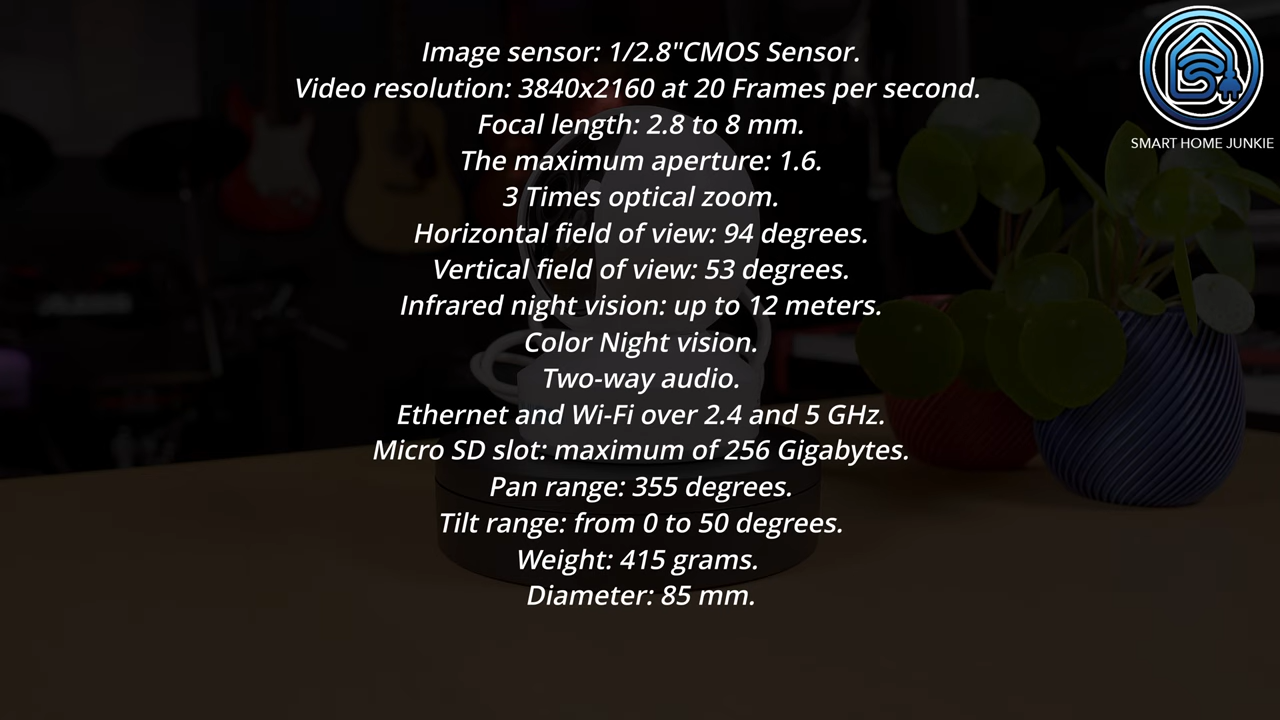 Image sensor: 1/2.8"CMOS Sensor.
Video resolution: 3840x2160 at 20 Frames per second.
Focal length: 2.8 to 8 mm.
The maximum aperture: 1.6.
3 Times optical zoom.
Horizontal field of view: 94 degrees.
Vertical field of view: 53 degrees.
Infrared night vision: up to 12 meters.
Color Night vision.
Two-way audio.
Ethernet and Wi-Fi over 2.4 and 5 GHz.
Micro SD slot: maximum of 256 Gigabytes.
Pan range: 355 degrees.
Tilt range: from 0 to 50 degrees.
Weight: 415 grams.
Diameter: 85 mm.
SMART HOME JUNKIE